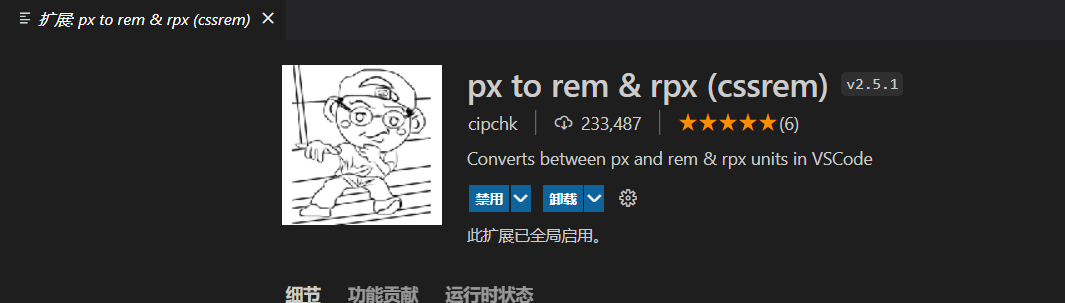 扩展: px to rem & rpx (cssrem)
px to rem & rpx (cssrem) v2.5.1
cipchk 233,487 (6)
Converts between px and rem & rpx units in VSCode
禁用 卸载
此扩展已全局启用。
细节 功能贡献 运行时状态